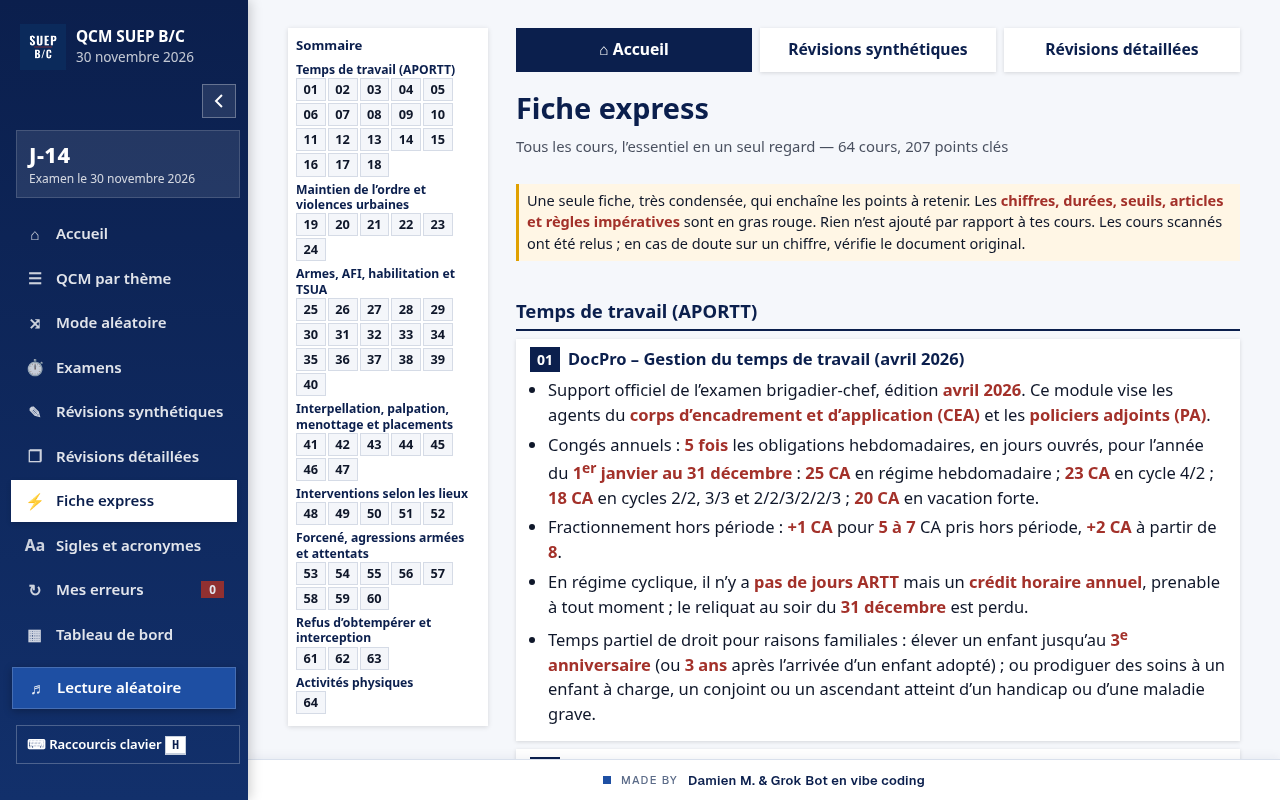 SUEP
B/C
QCM SUEP B/C
30 novembre 2026
J-14
Examen le 30 novembre 2026
Accueil
QCM par thème
Mode aléatoire
Examens
Révisions synthétiques
Révisions détaillées
Fiche express
Aa Sigles et acronymes
Mes erreurs 0
Tableau de bord
Lecture aléatoire
Raccourcis clavier H
Sommaire
Temps de travail (APORTT)
01 02 03 04 05
06 07 08 09 10
11 12 13 14 15
16 17 18
Maintien de l’ordre et
violences urbaines
19 20 21 22 23
24
Armes, AFI, habilitation et
TSUA
25 26 27 28 29
30 31 32 33 34
35 36 37 38 39
40
Interpellation, palpation,
menottage et placements
41 42 43 44 45
46 47
Interventions selon les lieux
48 49 50 51 52
Forcené, agressions armées
et attentats
53 54 55 56 57
58 59 60
Refus d’obtempérer et
interception
61 62 63
Activités physiques
64
⌂ Accueil
Révisions synthétiques
Révisions détaillées
Fiche express
Tous les cours, l’essentiel en un seul regard — 64 cours, 207 points clés
Une seule fiche, très condensée, qui enchaîne les points à retenir. Les chiffres, durées, seuils, articles
et règles impératives sont en gras rouge. Rien n’est ajouté par rapport à tes cours. Les cours scannés
ont été relus ; en cas de doute sur un chiffre, vérifie le document original.
Temps de travail (APORTT)
01 DocPro – Gestion du temps de travail (avril 2026)
• Support officiel de l’examen brigadier-chef, édition avril 2026. Ce module vise les
agents du corps d’encadrement et d’application (CEA) et les policiers adjoints (PA).
• Congés annuels : 5 fois les obligations hebdomadaires, en jours ouvrés, pour l’année
du 1er janvier au 31 décembre : 25 CA en régime hebdomadaire ; 23 CA en cycle 4/2 ;
18 CA en cycles 2/2, 3/3 et 2/2/3/2/2/3 ; 20 CA en vacation forte.
• Fractionnement hors période : +1 CA pour 5 à 7 CA pris hors période, +2 CA à partir de
8.
• En régime cyclique, il n’y a pas de jours ARTT mais un crédit horaire annuel, prenable
à tout moment ; le reliquat au soir du 31 décembre est perdu.
• Temps partiel de droit pour raisons familiales : élever un enfant jusqu’au 3e
anniversaire (ou 3 ans après l’arrivée d’un enfant adopté) ; ou prodiguer des soins à un
enfant à charge, un conjoint ou un ascendant atteint d’un handicap ou d’une maladie
grave.
MADE BY Damien M. & Grok Bot en vibe coding